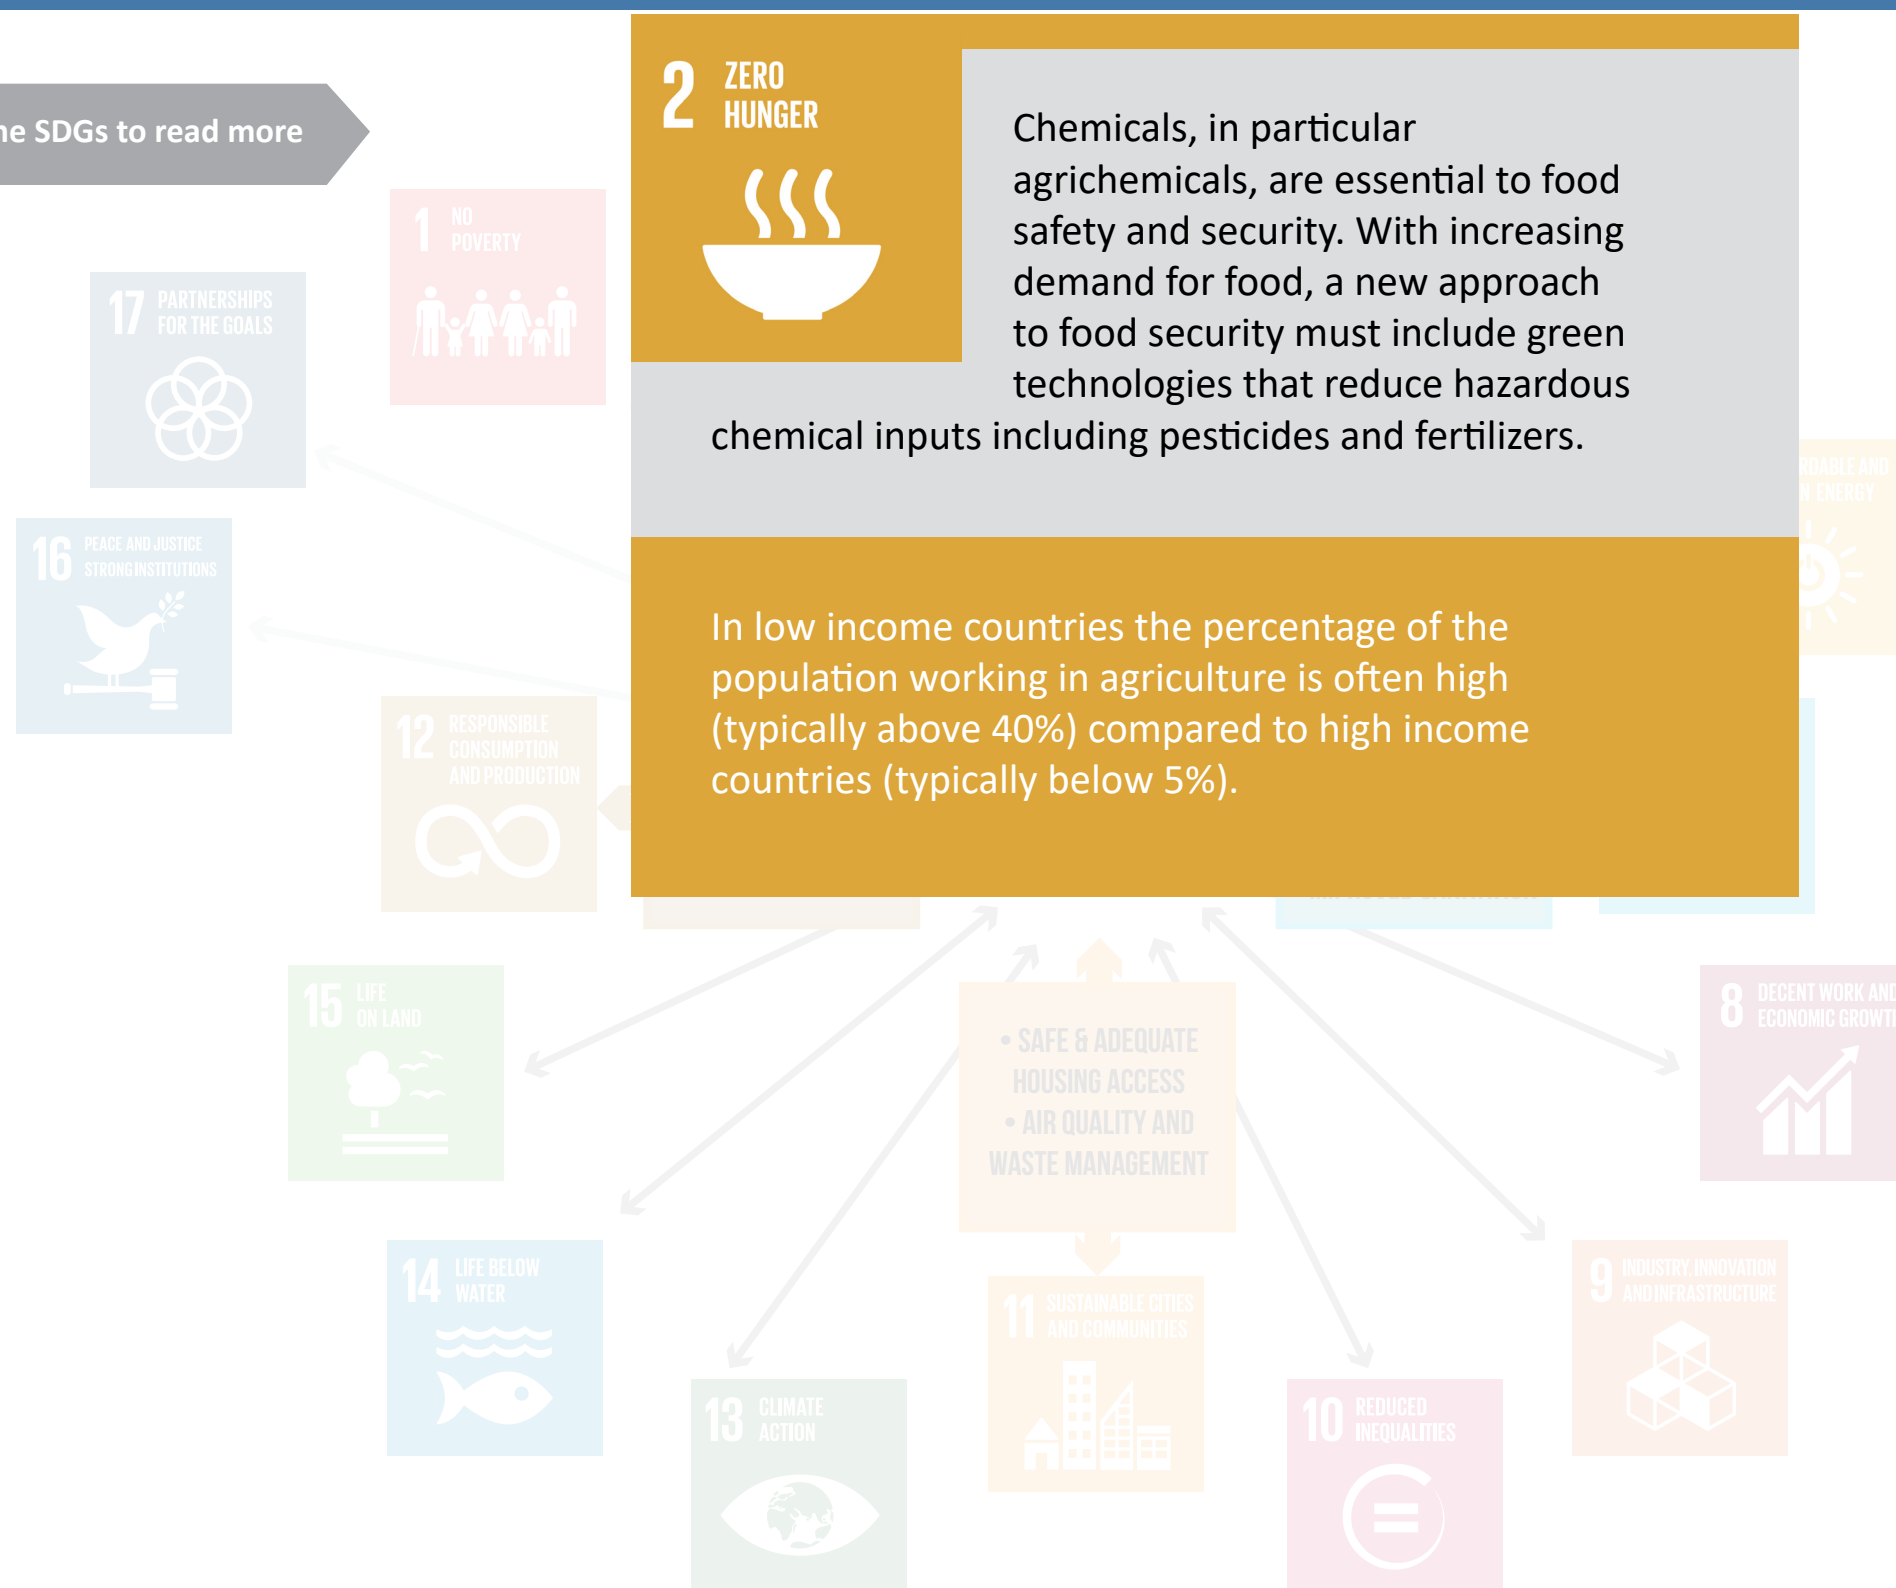 ne SDGs to read more
2 ZERO
HUNGER
Chemicals, in particular
agrichemicals, are essential to food
safety and security. With increasing
demand for food, a new approach
to food security must include green
technologies that reduce hazardous
chemical inputs including pesticides and fertilizers.
In low income countries the percentage of the
population working in agriculture is often high
(typically above 40%) compared to high income
countries (typically below 5%).
1 NO
POVERTY
17 PARTNERSHIPS
FOR THE GOALS
16 PEACE AND JUSTICE
STRONG INSTITUTIONS
12 RESPONSIBLE
CONSUMPTION
AND PRODUCTION
RDABLE AND
N ENERGY
15 LIFE
ON LAND
• SAFE & ADEQUATE
HOUSING ACCESS
• AIR QUALITY AND
WASTE MANAGEMENT
8 DECENT WORK AND
ECONOMIC GROWT
14 LIFE BELOW
WATER
11 SUSTAINABLE CITIES
AND COMMUNITIES
9 INDUSTRY, INNOVATION
AND INFRASTRUCTURE
13 CLIMATE
ACTION
10 REDUCED
INEQUALITIES